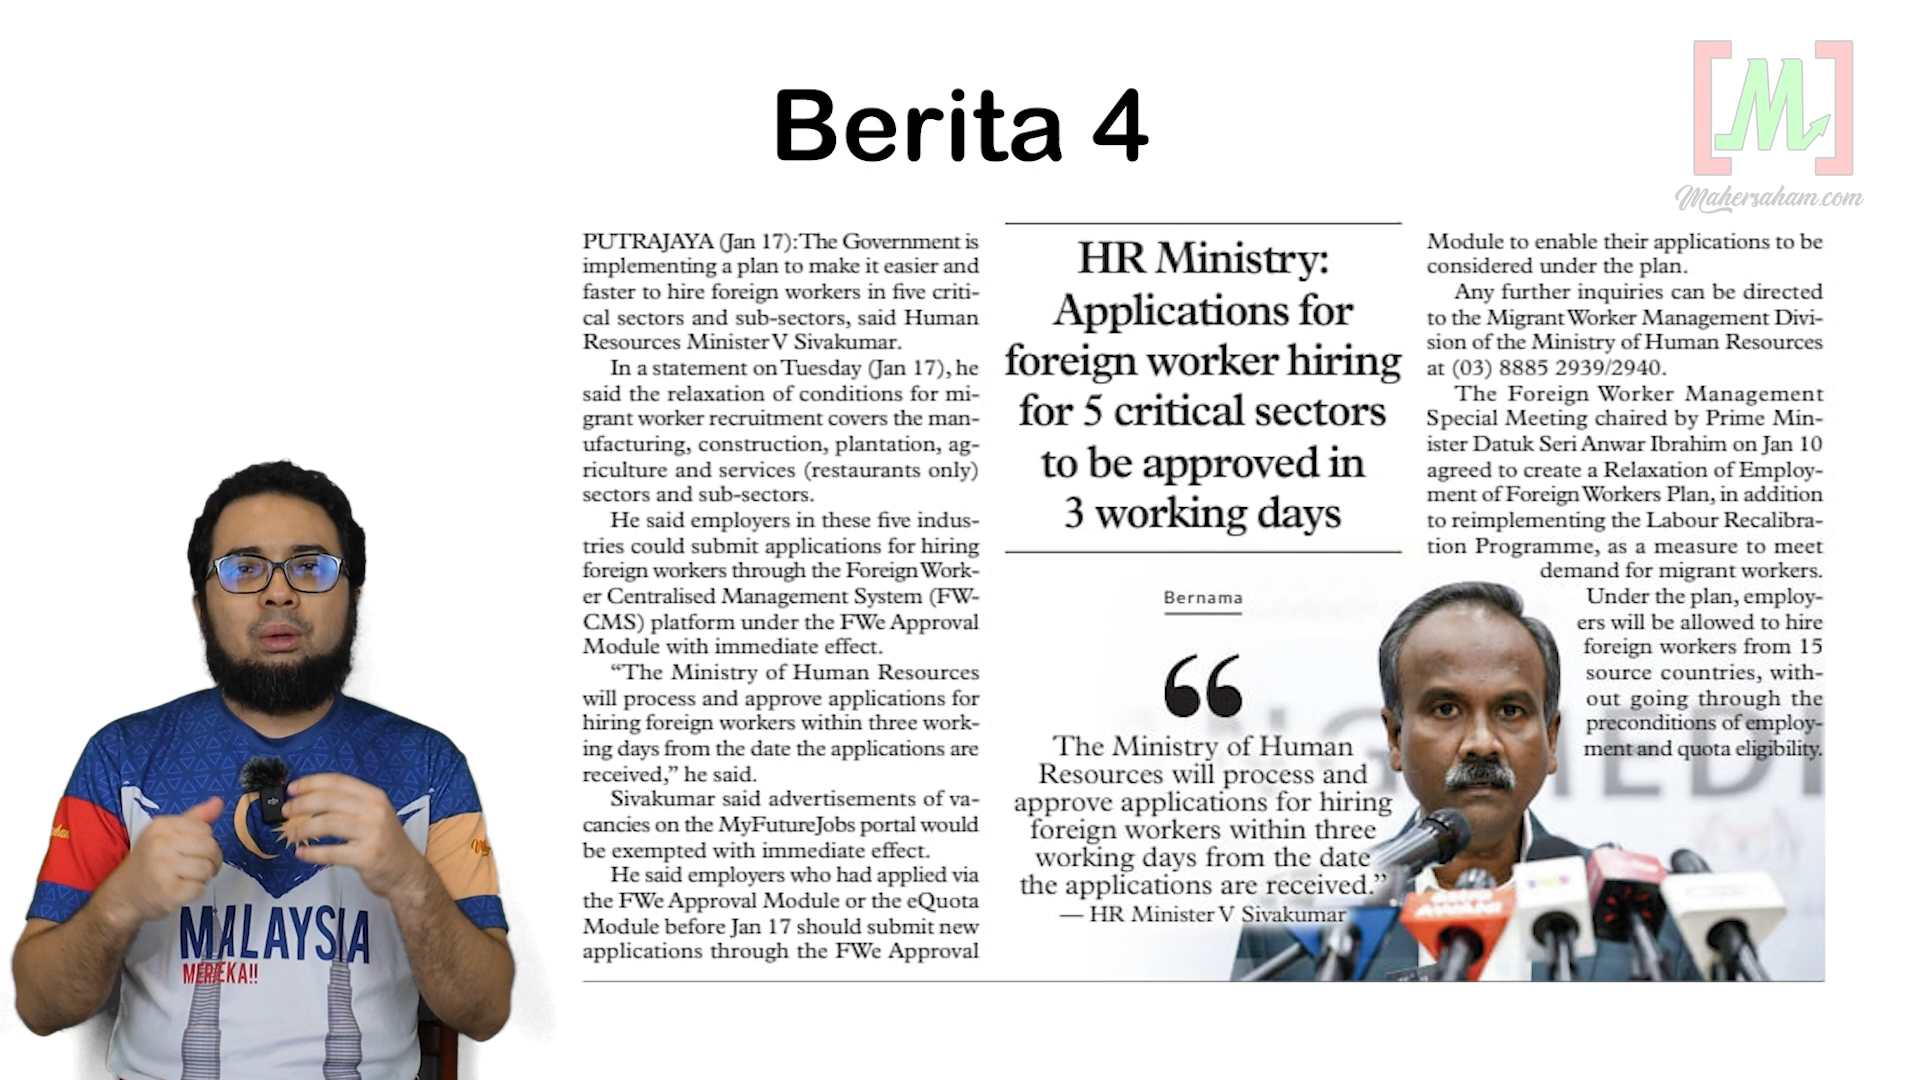 Berita 4
Mahersaham.com
PUTRAJAYA (Jan 17): The Government is
implementing a plan to make it easier and
faster to hire foreign workers in five criti-
cal sectors and sub-sectors, said Human
Resources Minister V Sivakumar.
In a statement on Tuesday (Jan 17), he
said the relaxation of conditions for mi-
grant worker recruitment covers the man-
ufacturing, construction, plantation, ag-
riculture and services (restaurants only)
sectors and sub-sectors.
He said employers in these five indus-
tries could submit applications for hiring
foreign workers through the Foreign Work-
er Centralised Management System (FW-
CMS) platform under the FWe Approval
Module with immediate effect.
“The Ministry of Human Resources
will process and approve applications for
hiring foreign workers within three work-
ing days from the date the applications are
received,” he said.
Sivakumar said advertisements of va-
cancies on the MyFutureJobs portal would
be exempted with immediate effect.
He said employers who had applied via
the FWe Approval Module or the eQuota
Module before Jan 17 should submit new
applications through the FWe Approval
HR Ministry:
Applications for
foreign worker hiring
for 5 critical sectors
to be approved in
3 working days
Bernama
“
The Ministry of Human
Resources will process and
approve applications for hiring
foreign workers within three
working days from the date
the applications are received.”
— HR Minister V Sivakumar
Module to enable their applications to be
considered under the plan.
Any further inquiries can be directed
to the Migrant Worker Management Divi-
sion of the Ministry of Human Resources
at (03) 8885 2939/2940.
The Foreign Worker Management
Special Meeting chaired by Prime Min-
ister Datuk Seri Anwar Ibrahim on Jan 10
agreed to create a Relaxation of Employ-
ment of Foreign Workers Plan, in addition
to reimplementing the Labour Recalibra-
tion Programme, as a measure to meet
demand for migrant workers.
Under the plan, employ-
ers will be allowed to hire
foreign workers from 15
source countries, with-
out going through the
preconditions of employ-
ment and quota eligibility.
MALAYSIA
MERDEKA!!